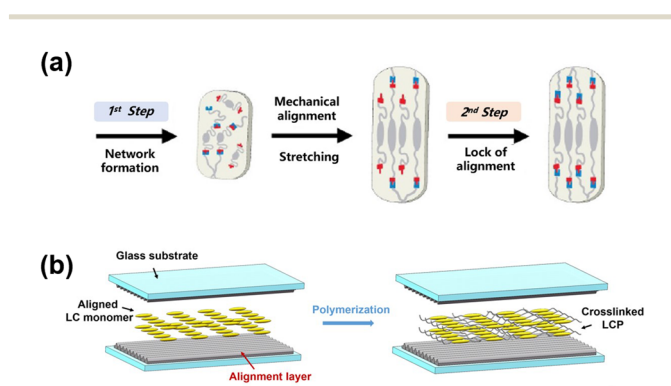 (a)
1st Step
Network
formation
Mechanical
alignment
Stretching
2nd Step
Lock of
alignment
(b)
Glass substrate
Aligned
LC monomer
Alignment layer
Polymerization
Crosslinked
LCP